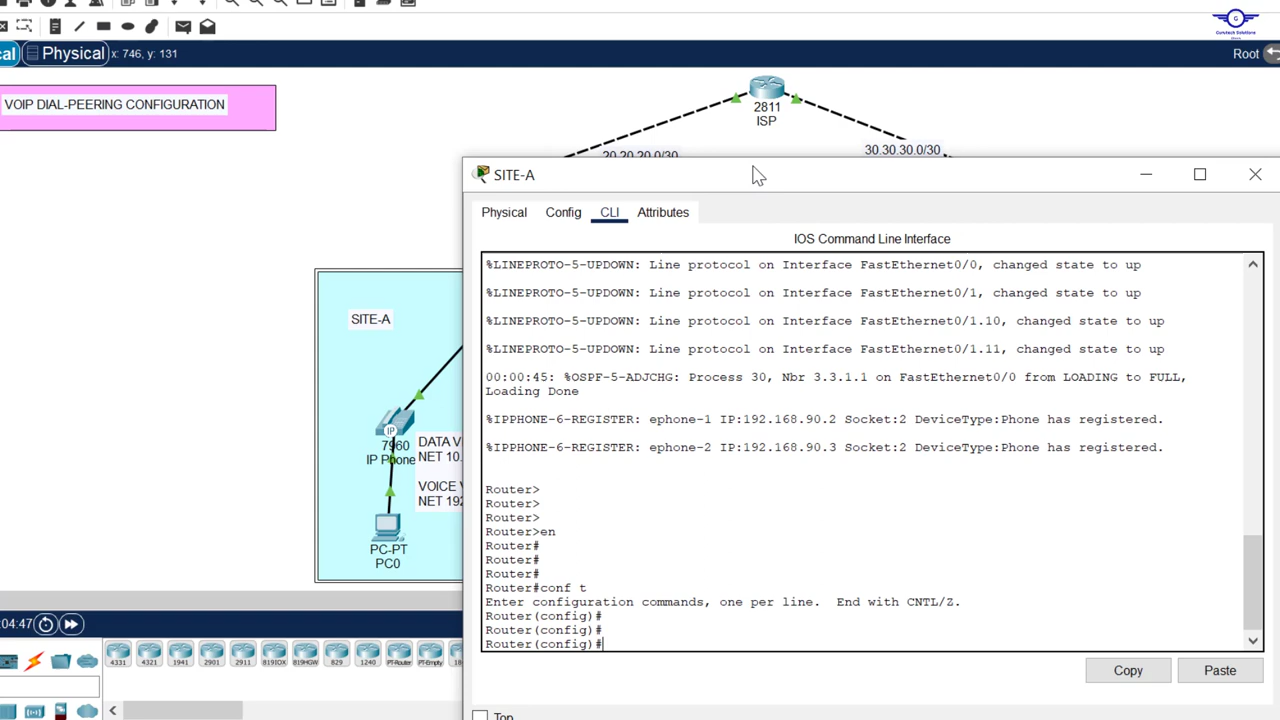 Gurutech Solutions
al
Physical
x: 746, y: 131
Root
VOIP DIAL-PEERING CONFIGURATION
2811
ISP
20.20.20.0/30
30.30.30.0/30
SITE-A
Physical
Config
CLI
Attributes
IOS Command Line Interface
%LINEPROTO-5-UPDOWN: Line protocol on Interface FastEthernet0/0, changed state to up
%LINEPROTO-5-UPDOWN: Line protocol on Interface FastEthernet0/1, changed state to up
%LINEPROTO-5-UPDOWN: Line protocol on Interface FastEthernet0/1.10, changed state to up
%LINEPROTO-5-UPDOWN: Line protocol on Interface FastEthernet0/1.11, changed state to up
00:00:45: %OSPF-5-ADJCHG: Process 30, Nbr 3.3.1.1 on FastEthernet0/0 from LOADING to FULL,
Loading Done
%IPPHONE-6-REGISTER: ephone-1 IP:192.168.90.2 Socket:2 DeviceType:Phone has registered.
%IPPHONE-6-REGISTER: ephone-2 IP:192.168.90.3 Socket:2 DeviceType:Phone has registered.
Router>
Router>
Router>
Router>en
Router#
Router#
Router#
Router#conf t
Enter configuration commands, one per line.  End with CNTL/Z.
Router(config)#
Router(config)#
Router(config)#
Copy
Paste
Top
SITE-A
IP
7960
IP Phone
DATA V
NET 10.
VOICE V
NET 192
PC-PT
PC0
:04:47
4331
4321
1941
2901
2911
819IOX
819HGW
829
1240
PT-Router
PT-Empty
18